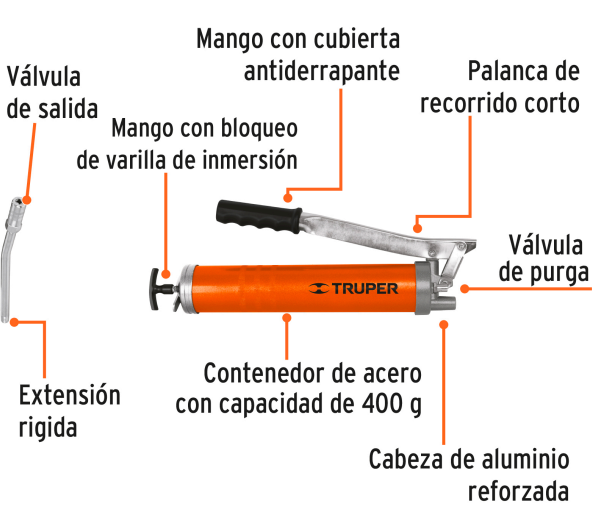 Mango con cubierta
antiderrapante
Válvula
de salida
Palanca de
recorrido corto
Mango con bloqueo
de varilla de inmersión
Válvula
de purga
TRUPER
Contenedor de acero
con capacidad de 400 g
Extensión
rigida
Cabeza de aluminio
reforzada